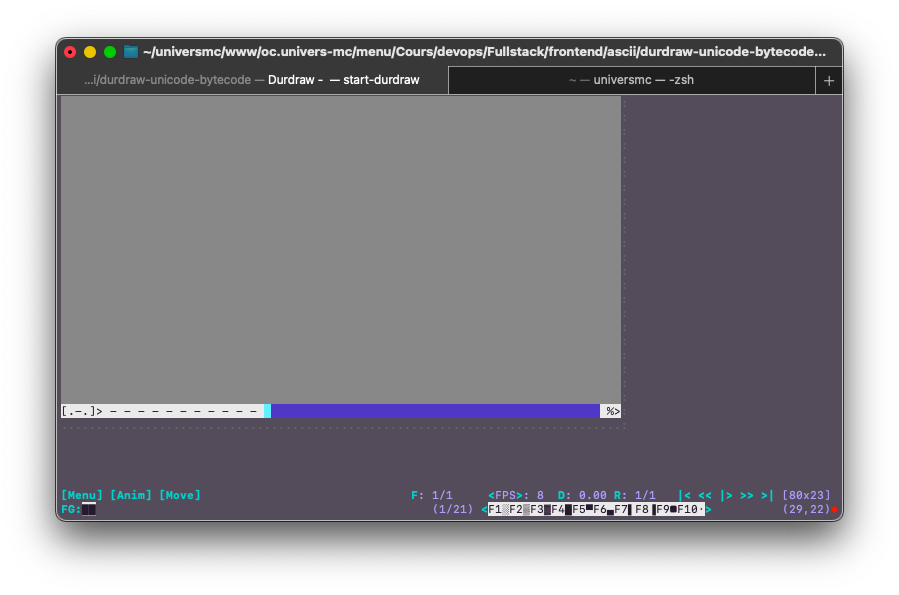 ~/universmc/www/oc.univers-mc/menu/Cours/devops/Fullstack/frontend/ascii/durdraw-unicode-bytecode...
...i/durdraw-unicode-bytecode — Durdraw - — start-durdraw
~ — universmc — -zsh
+
[.-.]> - - - - - - - - - - - %>
[Menu] [Anim] [Move] F: 1/1 <FPS>: 8 D: 0.00 R: 1/1 |< << |> >> >| [80x23]
FG:██ (1/21) <F1░F2▒F3▓F4█F5▀F6▄F7▌F8▐F9■F10·> (29,22)